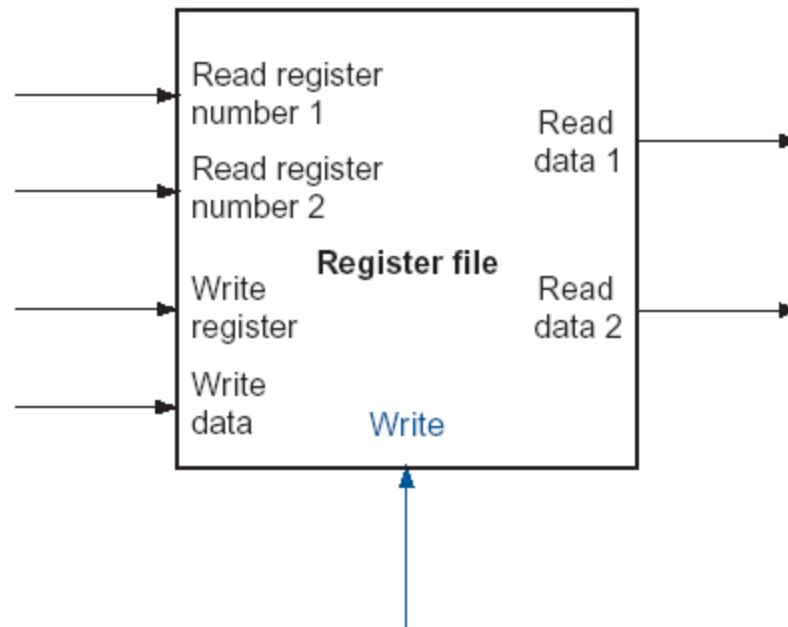 Read register
number 1
Read
data 1
Read register
number 2
Register file
Write
register
Read
data 2
Write
data
Write